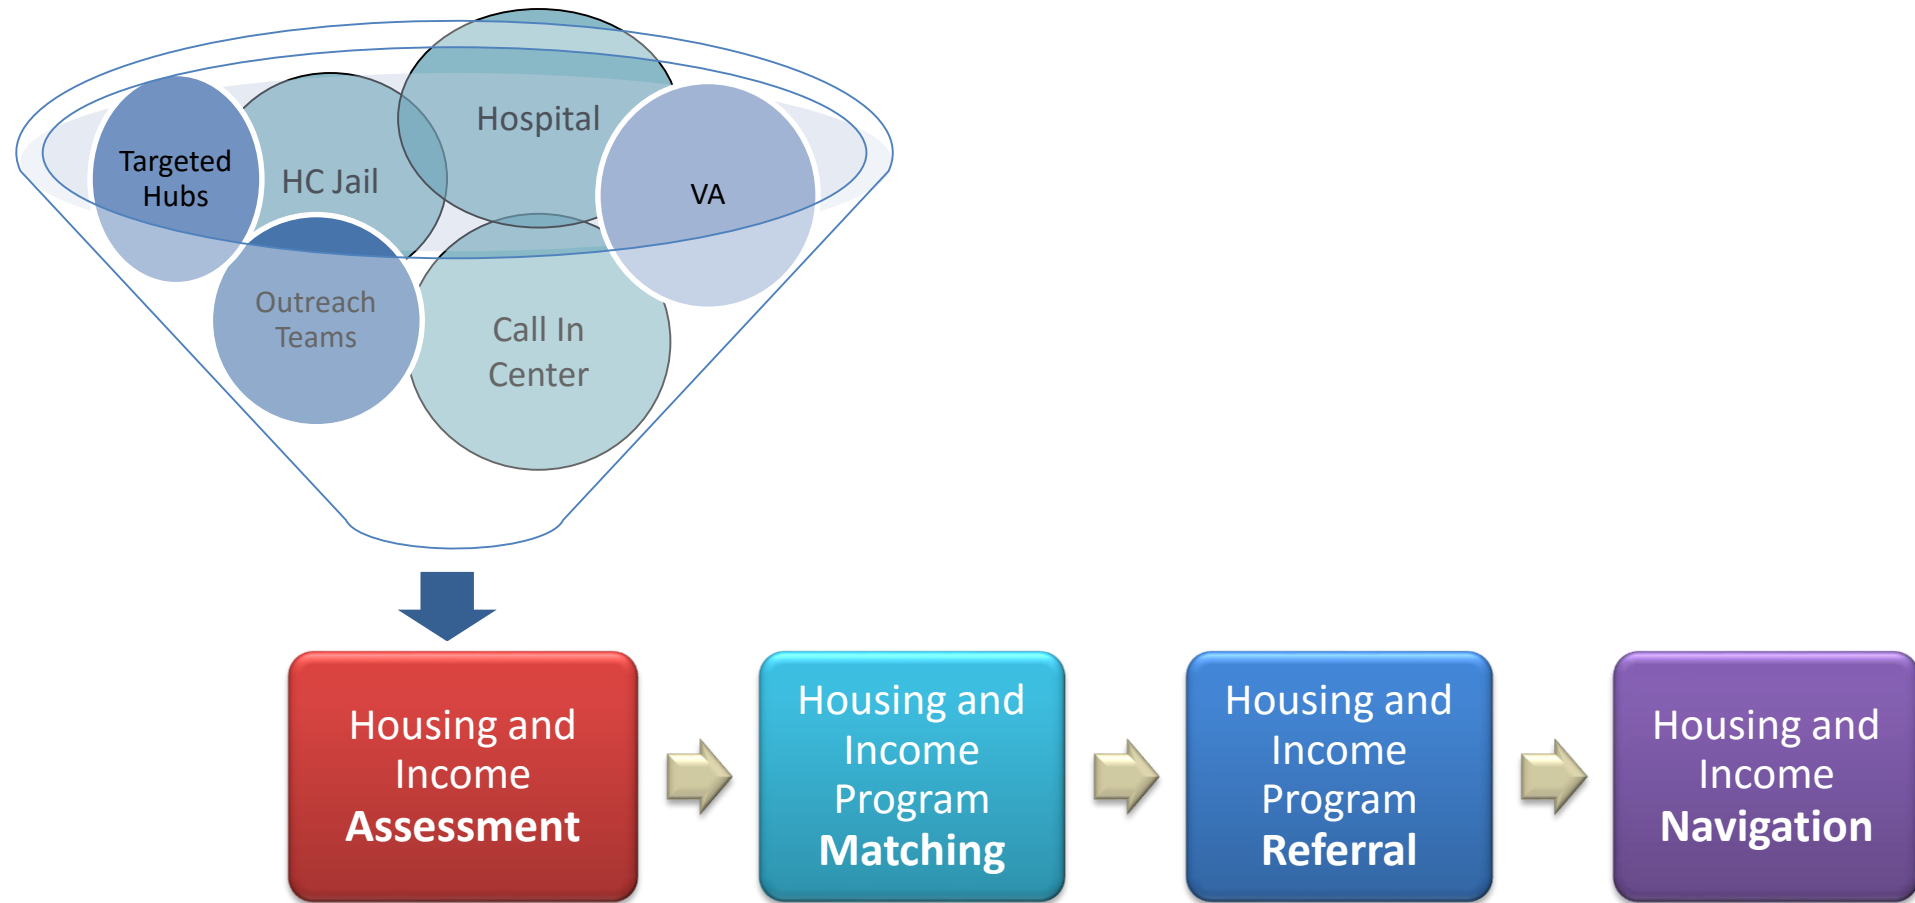 Targeted
Hubs
HC Jail
Hospital
VA
Outreach
Teams
Call In
Center
Housing and
Income
Assessment
Housing and
Income
Program
Matching
Housing and
Income
Program
Referral
Housing and
Income
Navigation